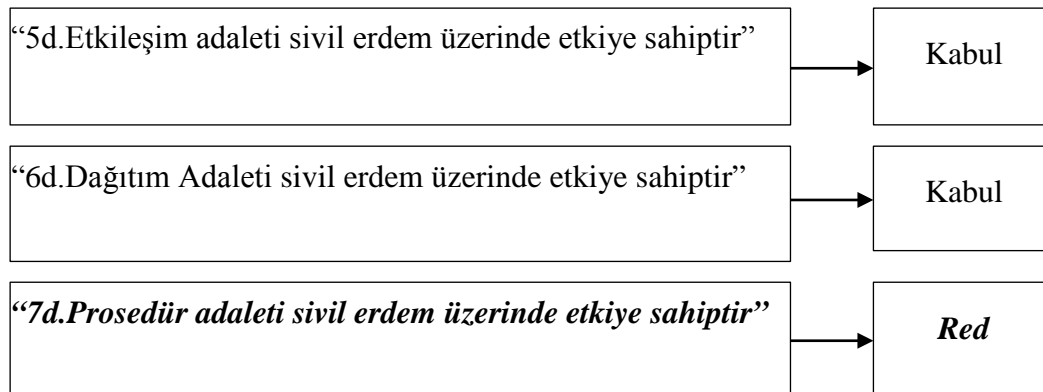 “5d.Etkileşim adaleti sivil erdem üzerinde etkiye sahiptir”
Kabul
“6d.Dağıtım Adaleti sivil erdem üzerinde etkiye sahiptir”
Kabul
“7d.Prosedür adaleti sivil erdem üzerinde etkiye sahiptir”
Red